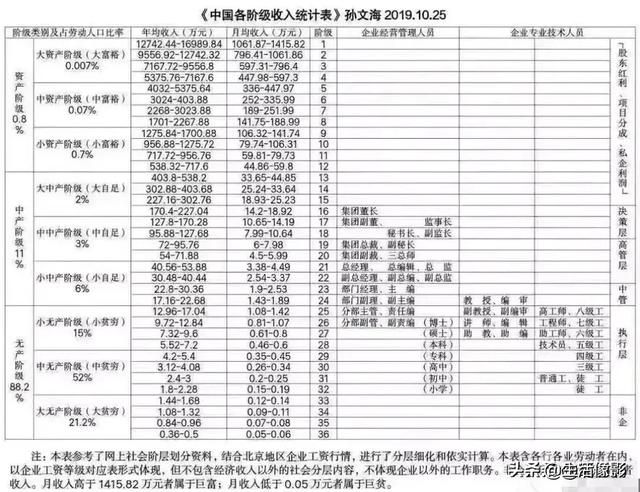 《中国各阶级收入统计表》孙文海 2019.10.25
阶级类别及占劳动人口比率 年均收入（万元） 月均收入（万元） 阶级 企业经营管理人员 企业专业技术人员
资产阶级 0.8%
大资产阶级（大富裕） 0.007%
12742.44-16989.84 1061.87-1415.82 1
9556.92-12742.32 796.41-1061.86 2
7167.72-9556.8 597.31-796.4 3
5375.76-7167.6 447.98-597.3 4
中资产阶级（中富裕） 0.07%
4032-5375.64 336-447.97 5
3024-403.88 252-335.99 6
2268-3023.88 189-251.99 7
1701-2267.88 141.75-188.99 8
小资产阶级（小富裕） 0.7%
1275.84-1700.88 106.32-141.74 9
956.88-1275.72 79.74-106.31 10
717.72-956.76 59.81-79.73 11
538.32-717.6 44.86-59.8 12
「股东红利、项目分成、私企利润」
中产阶级 11%
大中产阶级（大自足） 2%
403.8-538.2 33.65-44.85 13
302.88-403.68 25.24-33.64 14
227.16-302.76 18.93-25.23 15
170.4-227.04 14.2-18.92 16 集团董长
中中产阶级（中自足） 3%
127.8-170.28 10.65-14.19 17 集团副董、 监事长
95.88-127.68 7.99-10.64 18 秘书长、副监长
72-95.76 6-7.98 19 集团总裁、副秘长
54-71.88 4.5-5.99 20 集团副裁、三总师
小中产阶级（小自足） 6%
40.56-53.88 3.38-4.49 21 总经理、总编辑、总 监
30.48-40.44 2.54-3.37 22 副总经理、副总编、副总监
22.8-30.36 1.9-2.53 23 部门经理、主 编
17.16-22.68 1.43-1.89 24 部门副理、副主编 教 授、编 审
决策层
高管层
中管
无产阶级 88.2%
小无产阶级（小贫穷） 15%
12.96-17.04 1.08-1.42 25 分部主管、责任编 副教授、副编审 高工师、八级工
9.72-12.84 0.81-1.07 26 分部副管、副责编（博士） 讲 师、编 辑 工程师、七级工
7.32-9.6 0.61-0.8 27 （硕士） 助 教、助 编 助工师、六级工
5.52-7.2 0.46-0.6 28 （本科） 技术员、五级工
中无产阶级（中贫穷） 52%
4.2-5.4 0.35-0.45 29 （专科） 四级工
3.12-4.08 0.26-0.34 30 （高中） 三级工
2.4-3 0.2-0.25 31 （初中） 普通工、徒 工
1.8-2.28 0.15-0.19 32 （小学） 徒 工
大无产阶级（大贫穷） 21.2%
1.44-1.68 0.12-0.14 33
1.08-1.32 0.09-0.11 34
0.84-0.96 0.07-0.08 35
0.36-0.5 0.05-0.06 36
执行层
非企
注：本表参考了网上社会阶层划分资料，结合北京地区企业工资行情，进行了分层细化和依实计算。本表含各行各业劳动者在内，
以企业工资等级对应表形式体现，但不包含经济收入以外的社会分层内容，不体现企业以外的工作职务。
收入。月收入高于 1415.82 万元者属于巨富；月收入低于 0.05 万元者属于巨贫。
头条 @生活缘影